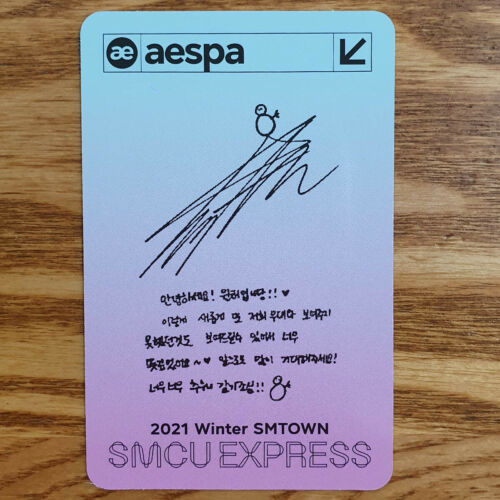 æ aespa
안녕하세요! 윈터입니당!! ♥
이렇게 새롭게 또 저희 무대와 보여주지
못했던것도 보여드릴수 있어서 너무
뜻깊었어요~♥ 앞으로도 많이 기대해주세요!
너무너무 추우니 감기조심!!
2021 Winter SMTOWN
SMCU EXPRESS